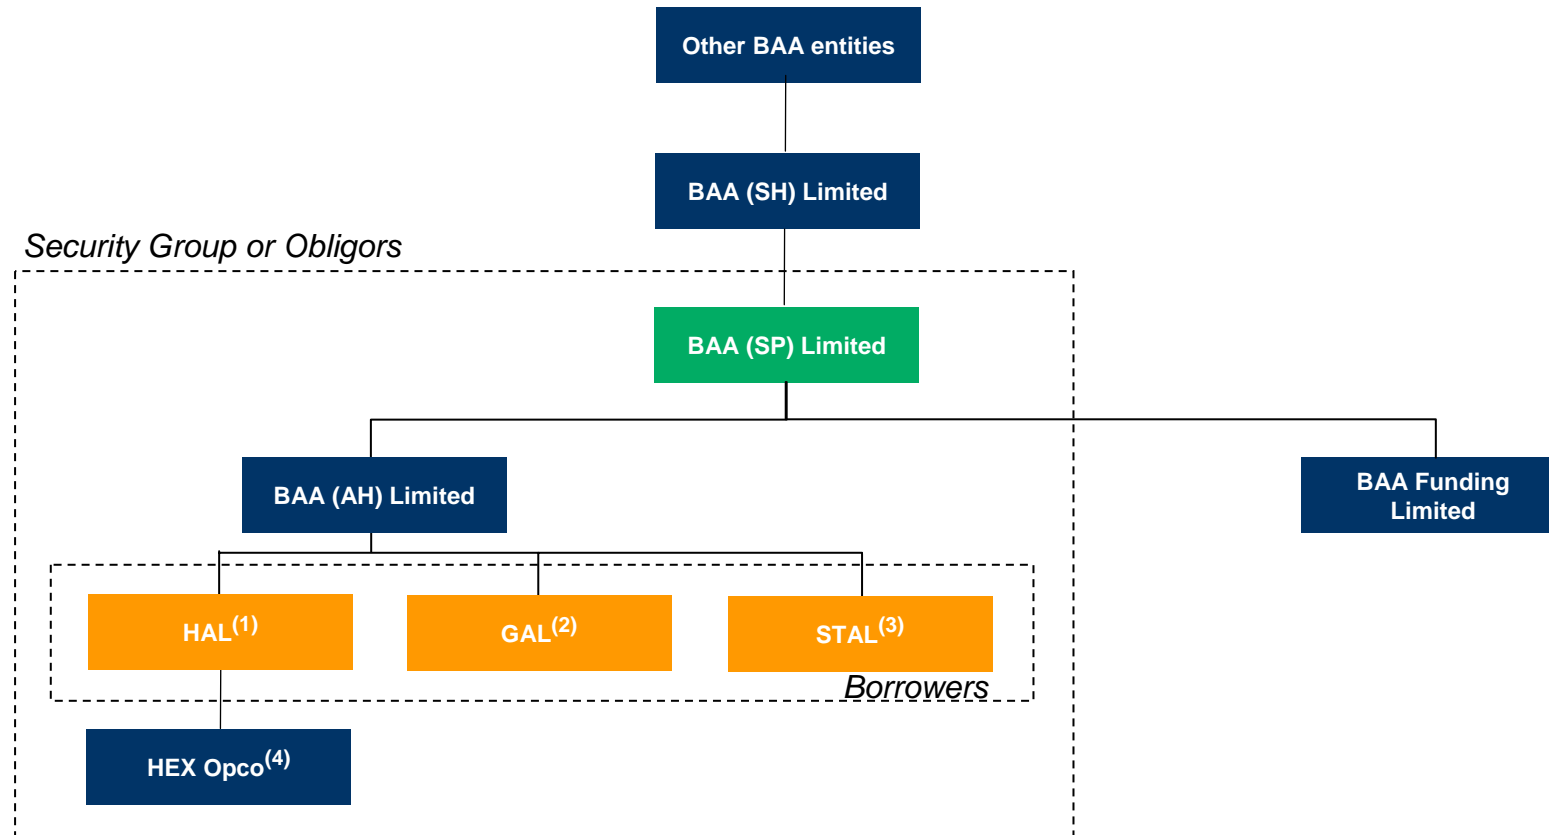 Other BAA entities
BAA (SH) Limited
Security Group or Obligors
BAA (SP) Limited
BAA (AH) Limited
BAA Funding
Limited
HAL(1)
GAL(2)
STAL(3)
Borrowers
HEX Opco(4)